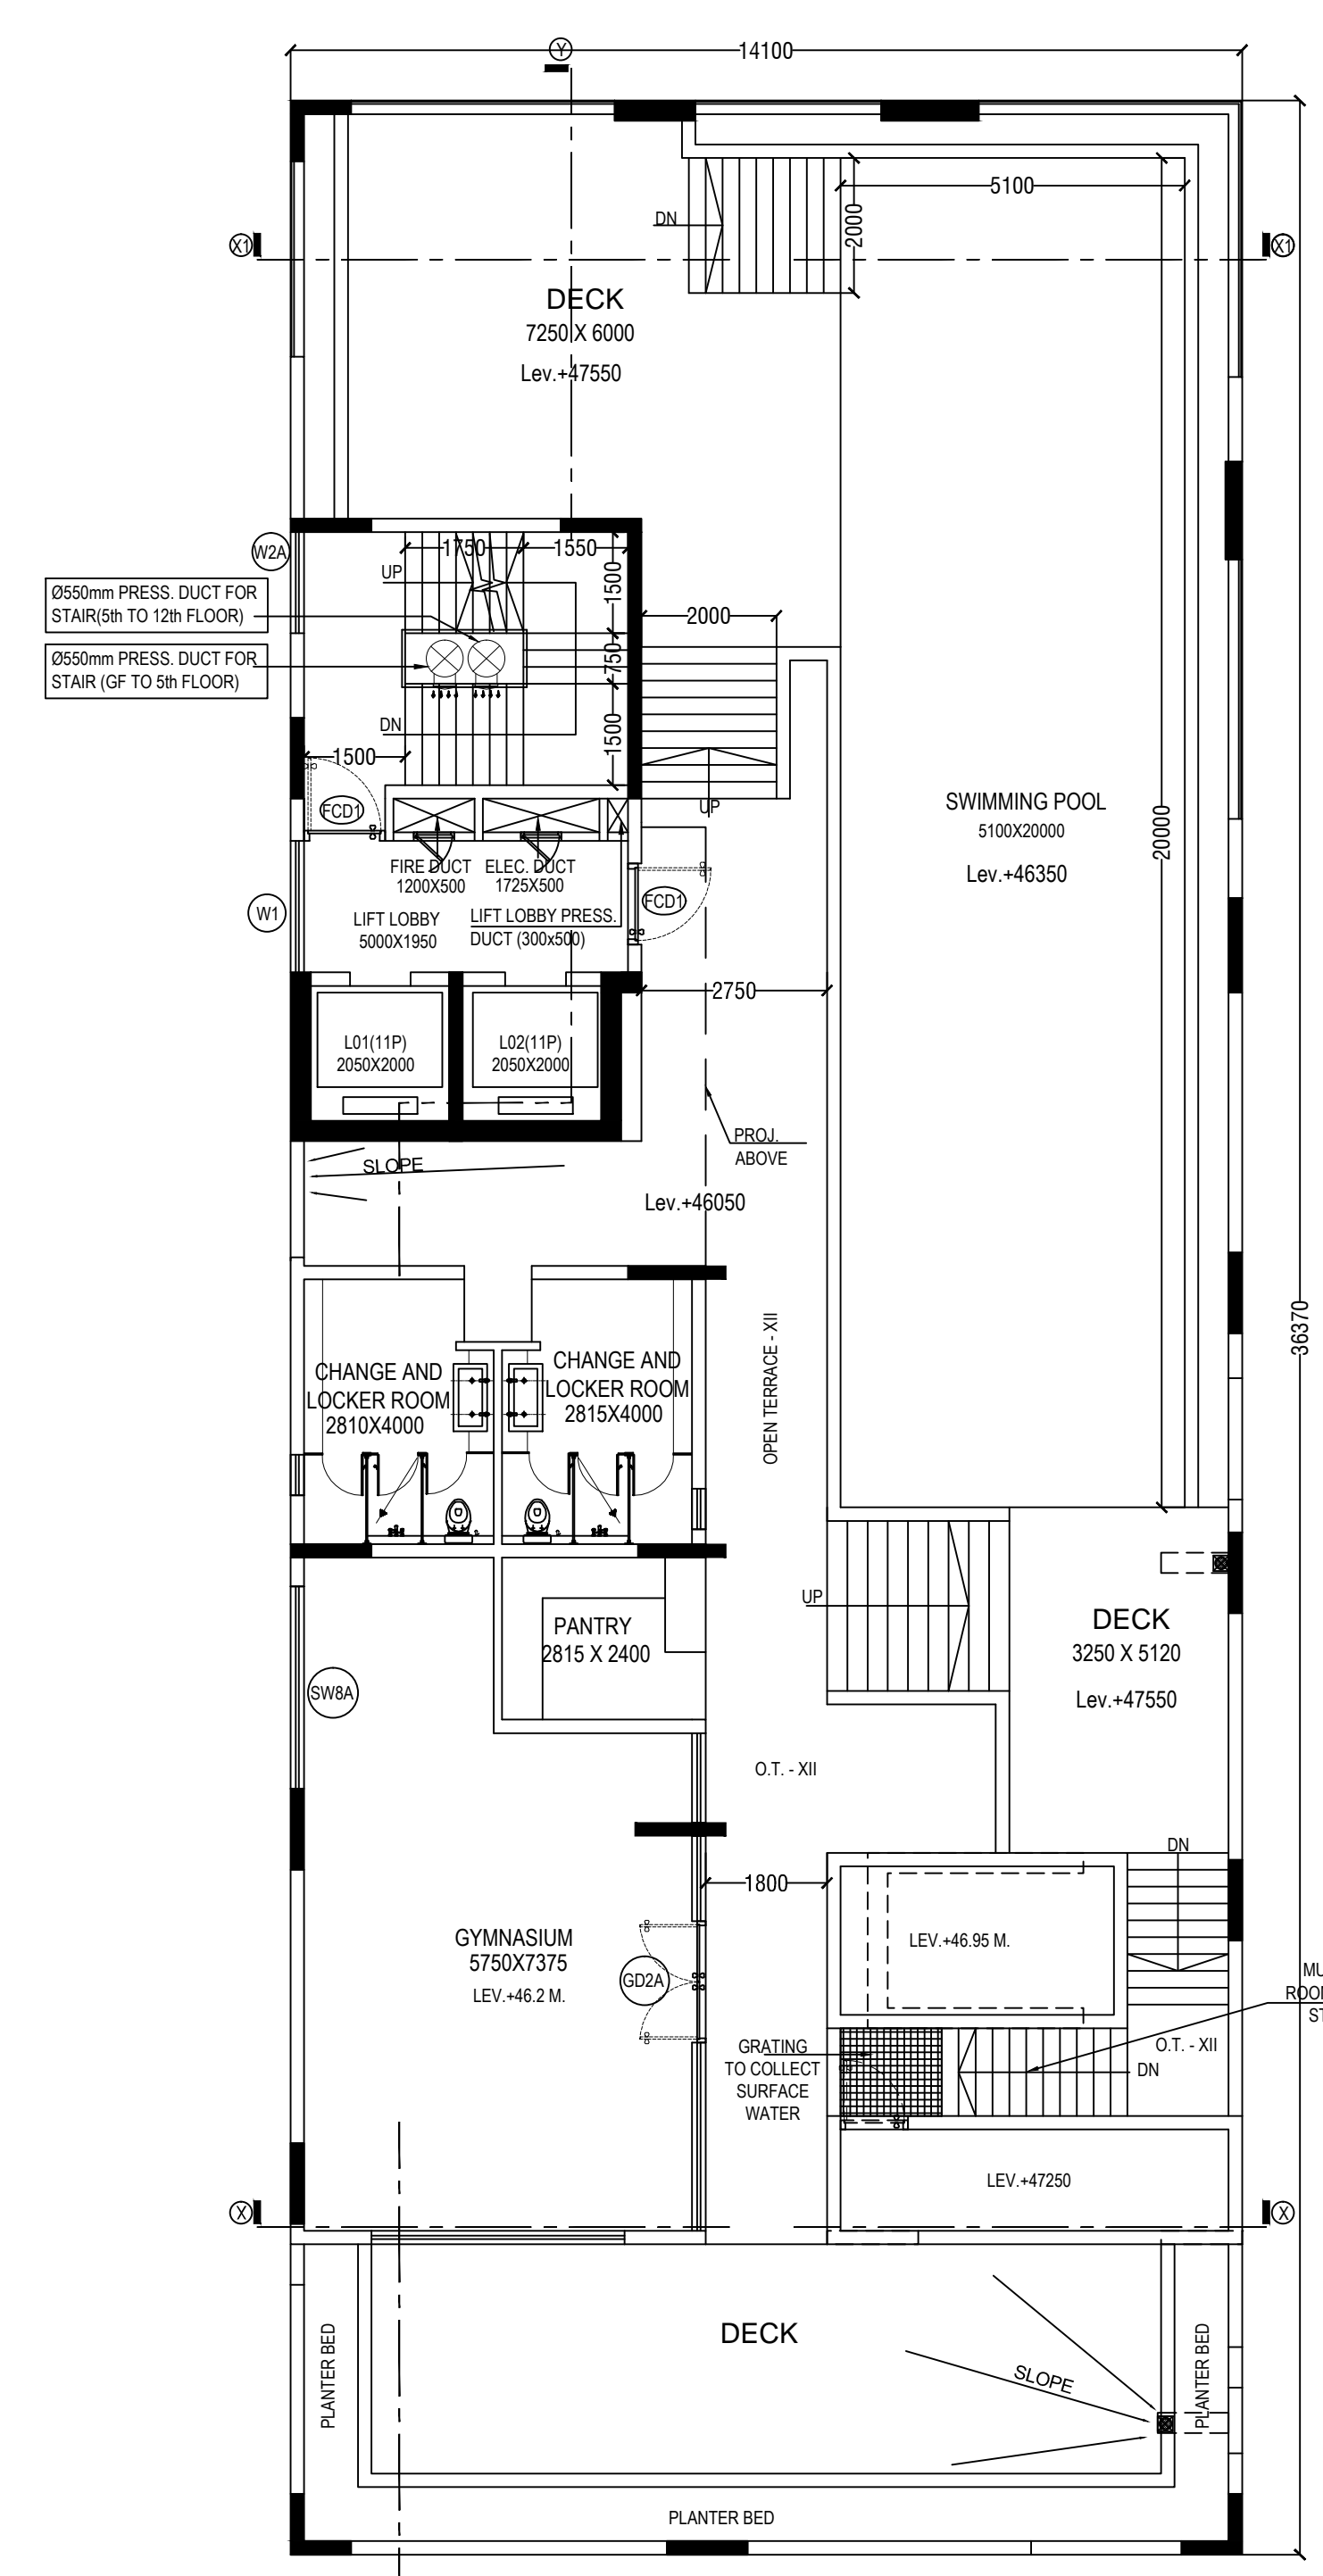 14100
Y
5100
2000
DN
X1
X1
DECK
7250 X 6000
Lev.+47550
W2A
1750
1550
UP
1500
Ø550mm PRESS. DUCT FOR
STAIR(5th TO 12th FLOOR)
2000
750
Ø550mm PRESS. DUCT FOR
STAIR (GF TO 5th FLOOR)
DN
1500
1500
FCD1
UP
SWIMMING POOL
5100X20000
Lev.+46350
20000
FIRE DUCT
1200X500
ELEC. DUCT
1725X500
FCD1
W1
LIFT LOBBY
5000X1950
LIFT LOBBY PRESS.
DUCT (300x500)
2750
L01(11P)
2050X2000
L02(11P)
2050X2000
PROJ.
ABOVE
SLOPE
Lev.+46050
36370
OPEN TERRACE - XII
CHANGE AND
LOCKER ROOM
2810X4000
CHANGE AND
LOCKER ROOM
2815X4000
UP
PANTRY
2815 X 2400
DECK
3250 X 5120
Lev.+47550
SW8A
O.T. - XII
DN
1800
GYMNASIUM
5750X7375
LEV.+46.2 M.
GD2A
LEV.+46.95 M.
MU
ROOM
ST
GRATING
TO COLLECT
SURFACE
WATER
O.T. - XII
DN
LEV.+47250
X
X
DECK
SLOPE
PLANTER BED
PLANTER BED
PLANTER BED